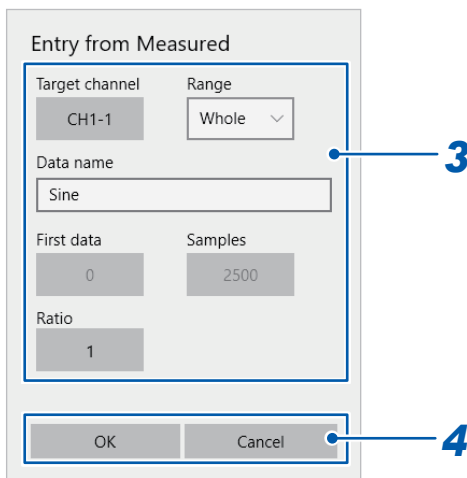 Entry from Measured
Target channel Range
CH1-1 Whole
3
Data name
Sine
First data Samples
0 2500
Ratio
1
OK Cancel
4